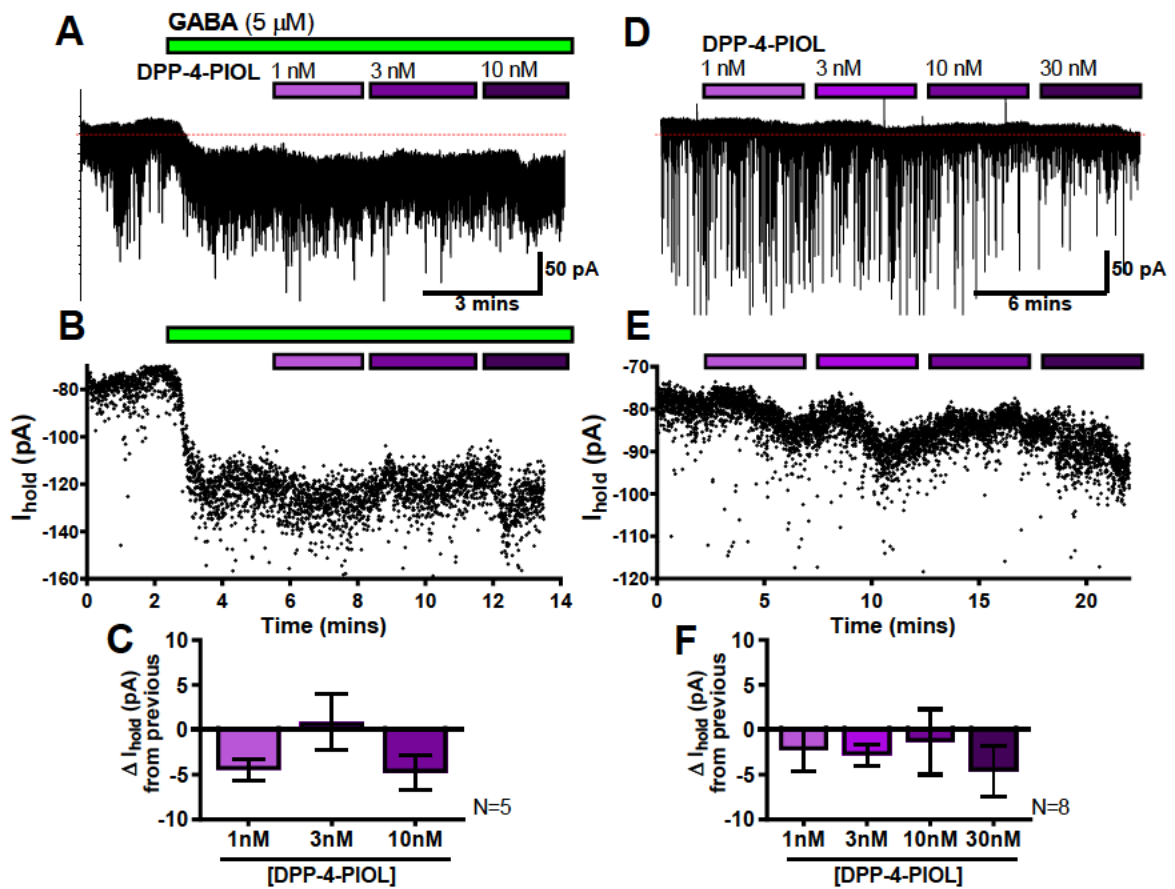 A
GABA (5 µM)
DPP-4-PIOL
1 nM 3 nM 10 nM
50 pA
3 mins
D
DPP-4-PIOL
1 nM 3 nM 10 nM 30 nM
50 pA
6 mins
B
I hold (pA)
-80
-100
-120
-140
-160
0 2 4 6 8 10 12 14
Time (mins)
E
I hold (pA)
-70
-80
-90
-100
-110
-120
0 5 10 15 20
Time (mins)
C
Δ I hold (pA)
from previous
10
5
0
-5
-10
N=5
1nM 3nM 10nM
[DPP-4-PIOL]
F
Δ I hold (pA)
from previous
10
5
0
-5
-10
N=8
1nM 3nM 10nM 30nM
[DPP-4-PIOL]